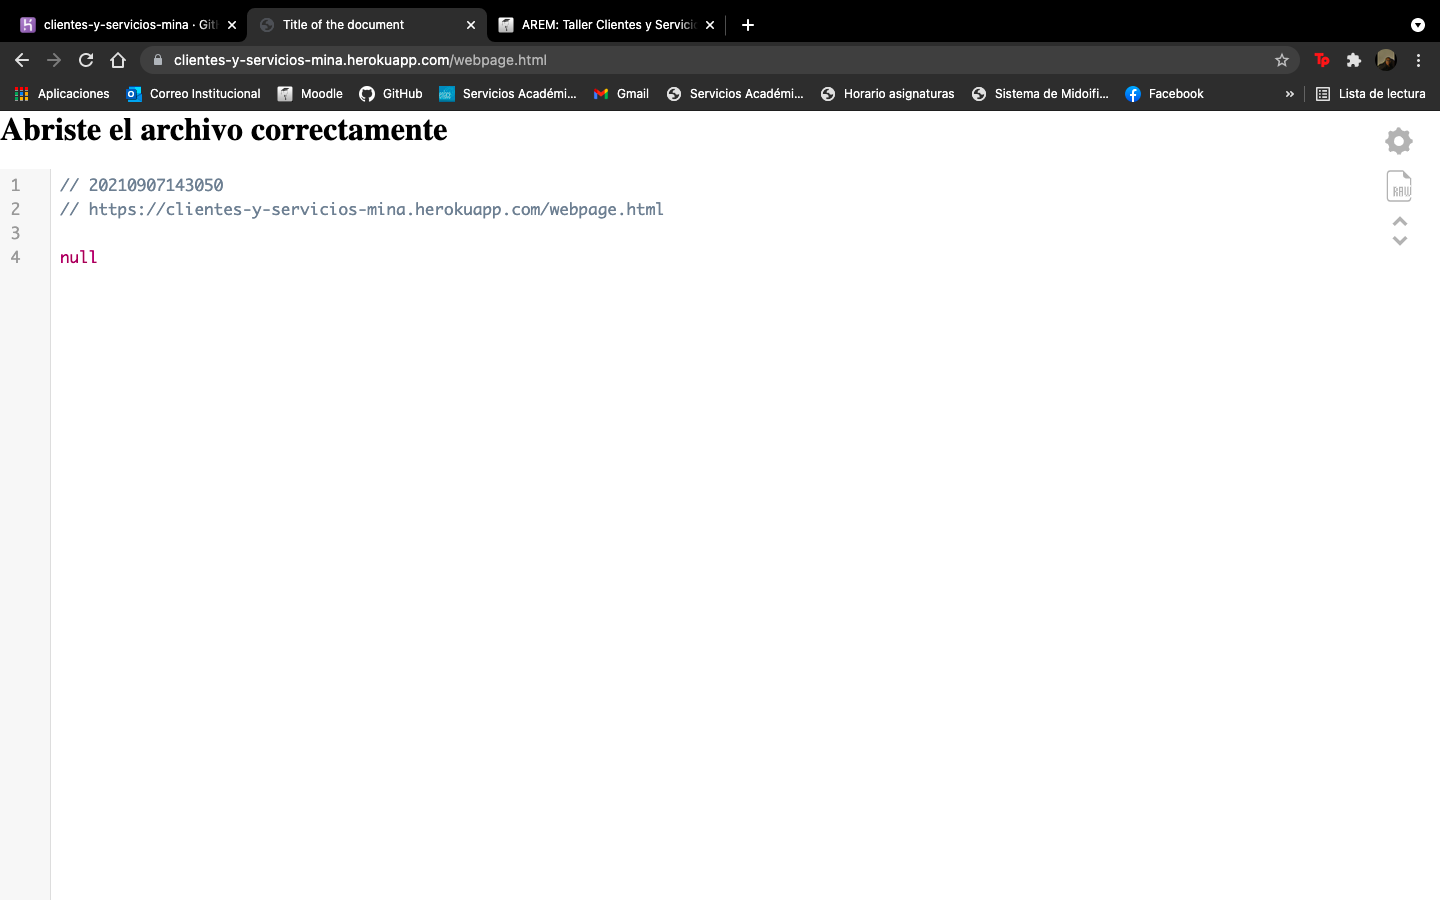 clientes-y-servicios-mina · Git
Title of the document
AREM: Taller Clientes y Servici
clientes-y-servicios-mina.herokuapp.com/webpage.html
Tp
Aplicaciones
Correo Institucional
Moodle
GitHub
Servicios Académi...
Gmail
Servicios Académi...
Horario asignaturas
Sistema de Midoifi...
Facebook
»
Lista de lectura
Abriste el archivo correctamente
RAW
1 // 20210907143050
2 // https://clientes-y-servicios-mina.herokuapp.com/webpage.html
3
4 null